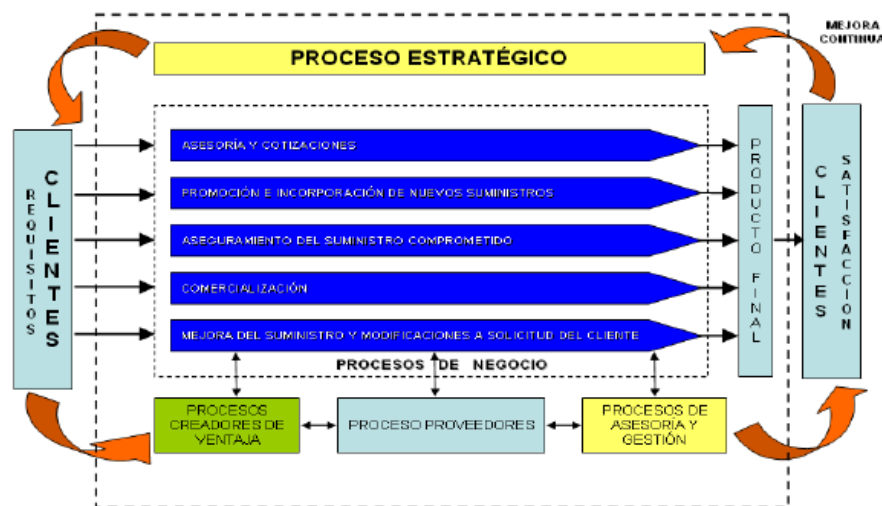 MEJORA
CONTINUA
PROCESO ESTRATÉGICO
REQUISITOS
CLIENTES
ASESORÍA Y COTIZACIONES
PROMOCIÓN E INCORPORACIÓN DE NUEVOS SUMINISTROS
ASEGURAMIENTO DEL SUMINISTRO COMPROMETIDO
COMERCIALIZACIÓN
MEJORA DEL SUMINISTRO Y MODIFICACIONES A SOLICITUD DEL CLIENTE
PROCESOS DE NEGOCIO
PRODUCTO FINAL
CLIENTES
SATISFACCION
PROCESOS
CREADORES DE
VENTAJA
PROCESO PROVEEDORES
PROCESOS DE
ASESORÍA Y
GESTIÓN